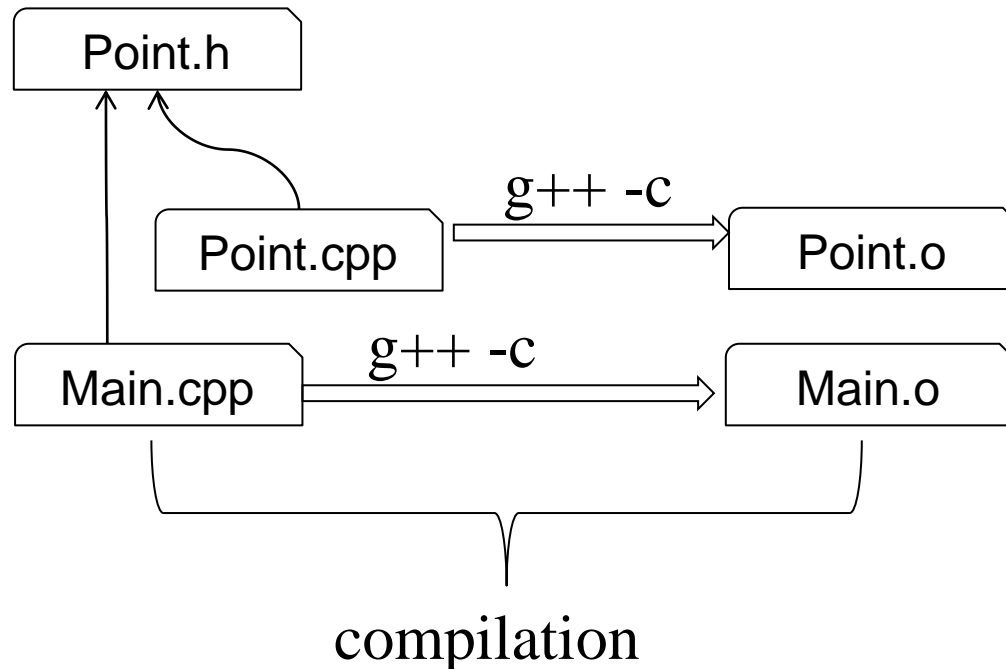 Point.h
g++ -c
Point.cpp
Point.o
g++ -c
Main.cpp
Main.o
compilation